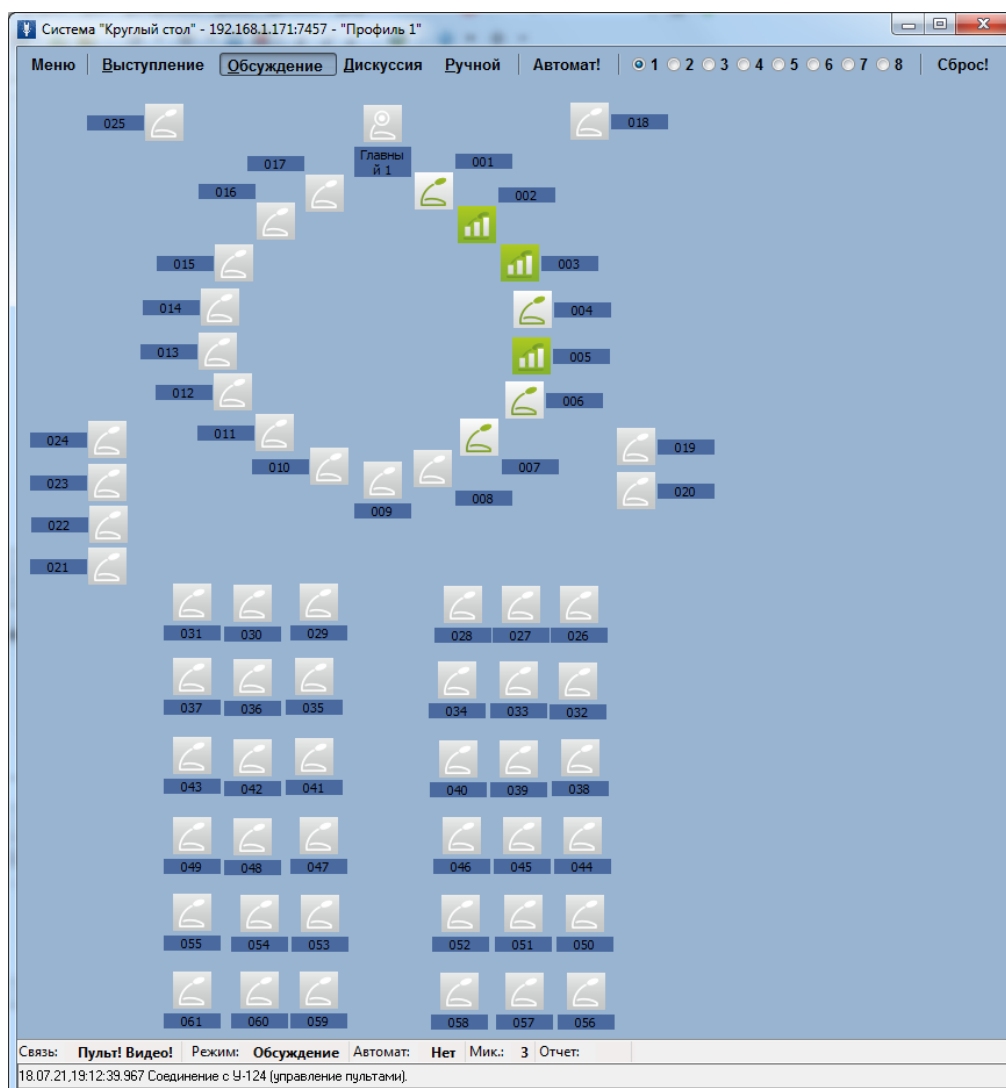 Система "Круглый стол" - 192.168.1.171:7457 - "Профиль 1"
Меню Выступление Обсуждение Дискуссия Ручной Автомат! 1 2 3 4 5 6 7 8 Сброс!
025
018
Главны
й 1
017
001
016
002
015
003
014
004
013
005
012
006
011
007
010
008
009
024
019
023
020
022
021
031 030 029 028 027 026
037 036 035 034 033 032
043 042 041 040 039 038
049 048 047 046 045 044
055 054 053 052 051 050
061 060 059 058 057 056
Связь: Пульт! Видео! Режим: Обсуждение Автомат: Нет Мик.: 3 Отчет:
18.07.21,19:12:39.967 Соединение с У-124 (управление пультами).